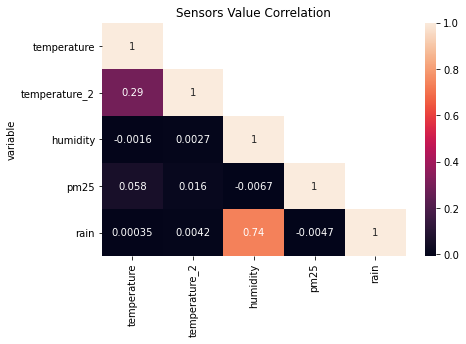 Sensors Value Correlation
variable
temperature 1
temperature_2 0.29 1
humidity -0.0016 0.0027 1
pm25 0.058 0.016 -0.0067 1
rain 0.00035 0.0042 0.74 -0.0047 1
temperature
temperature_2
humidity
pm25
rain
1.0
0.8
0.6
0.4
0.2
0.0